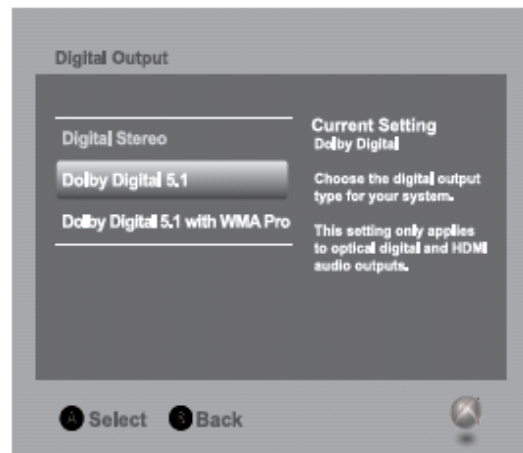 Digital Output
Digital Stereo
Dolby Digital 5.1
Dolby Digital 5.1 with WMA Pro
Current Setting
Dolby Digital
Choose the digital output
type for your system.
This setting only applies
to optical digital and HDMI
audio outputs.
A Select B Back